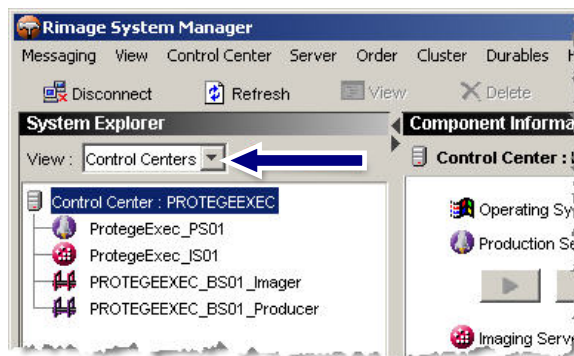 Rimage System Manager
Messaging View Control Center Server Order Cluster Durables
Disconnect Refresh View Delete
System Explorer
View : Control Centers
Control Center : PROTEGEEXEC
ProtegeExec_PS01
ProtegeExec_IS01
PROTEGEEXEC_BS01_Imager
PROTEGEEXEC_BS01_Producer
Component Informa
Control Center :
Operating Sy
Production Se
Imaging Serv